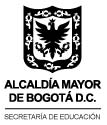 ALCALDÍA MAYOR
DE BOGOTÁ D.C.
SECRETARÍA DE EDUCACIÓN